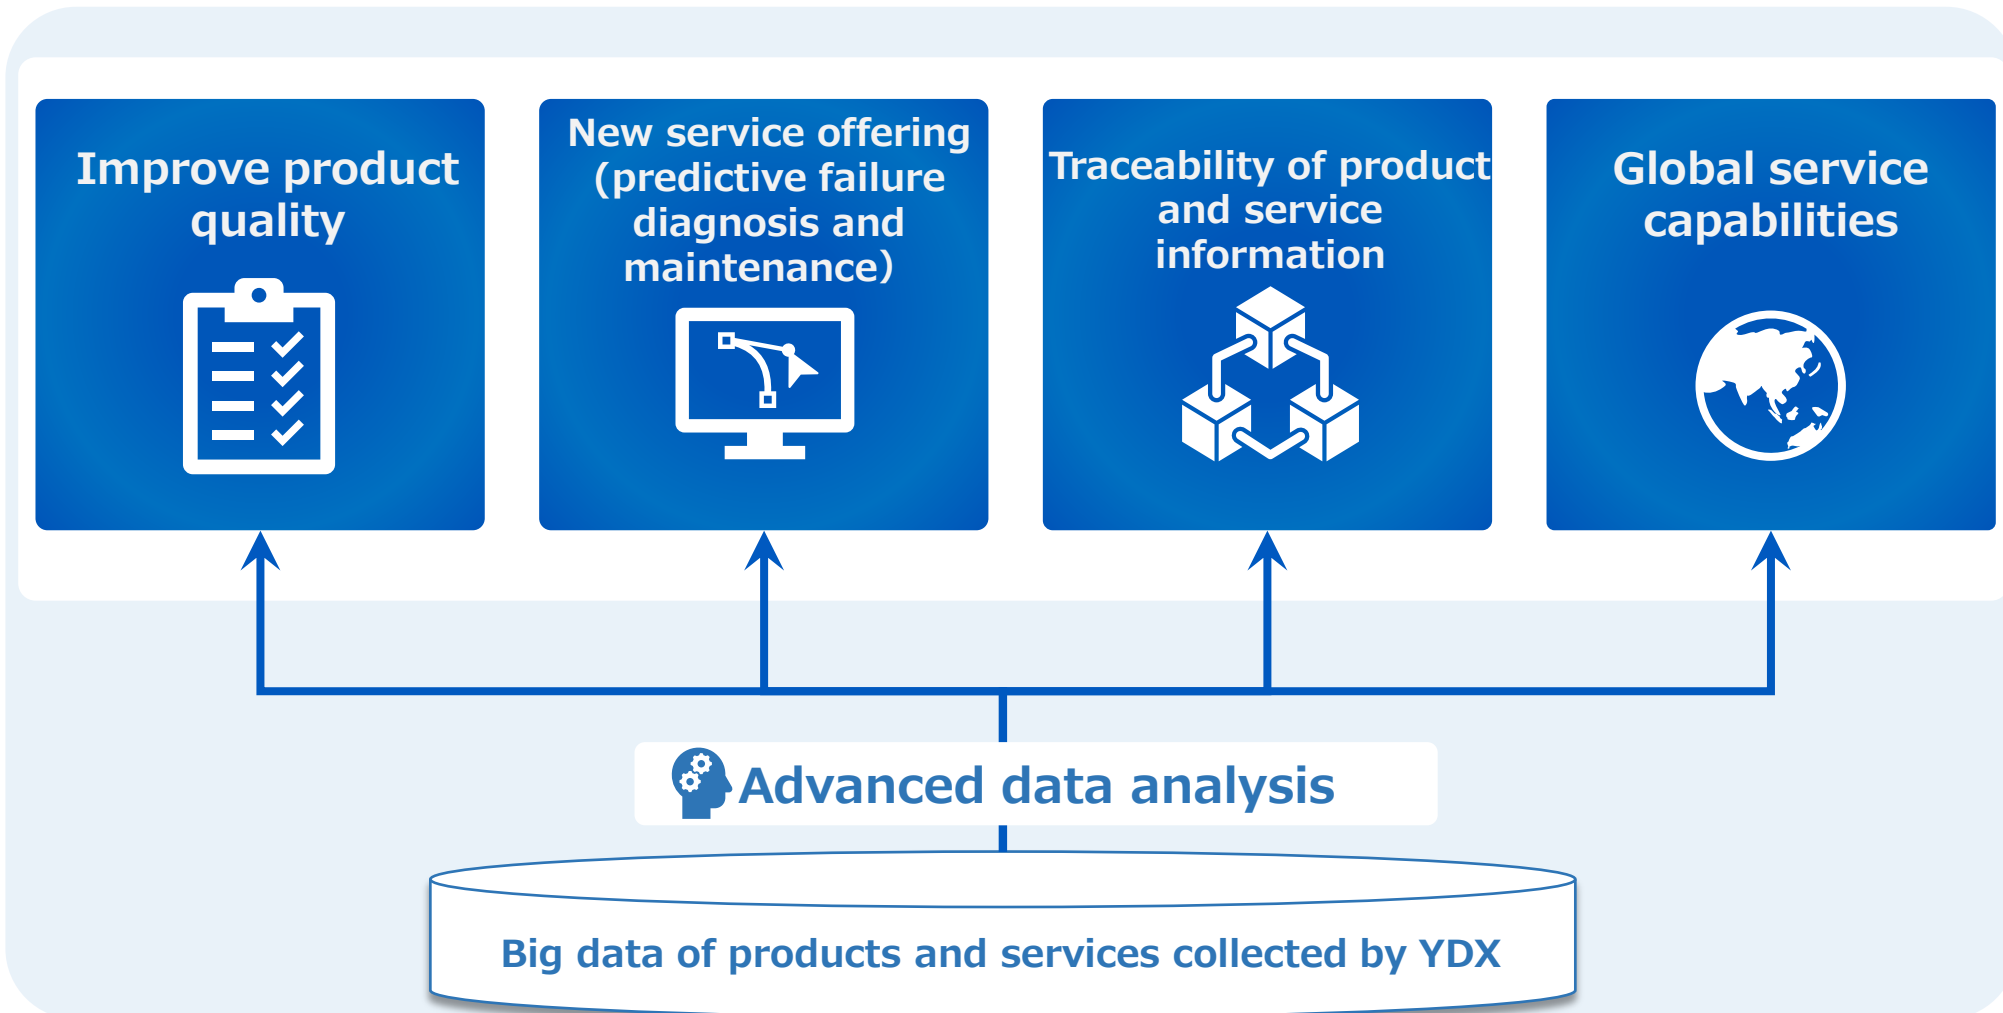 Improve product
quality
New service offering
(predictive failure
diagnosis and
maintenance)
Traceability of product
and service
information
Global service
capabilities
Advanced data analysis
Big data of products and services collected by YDX